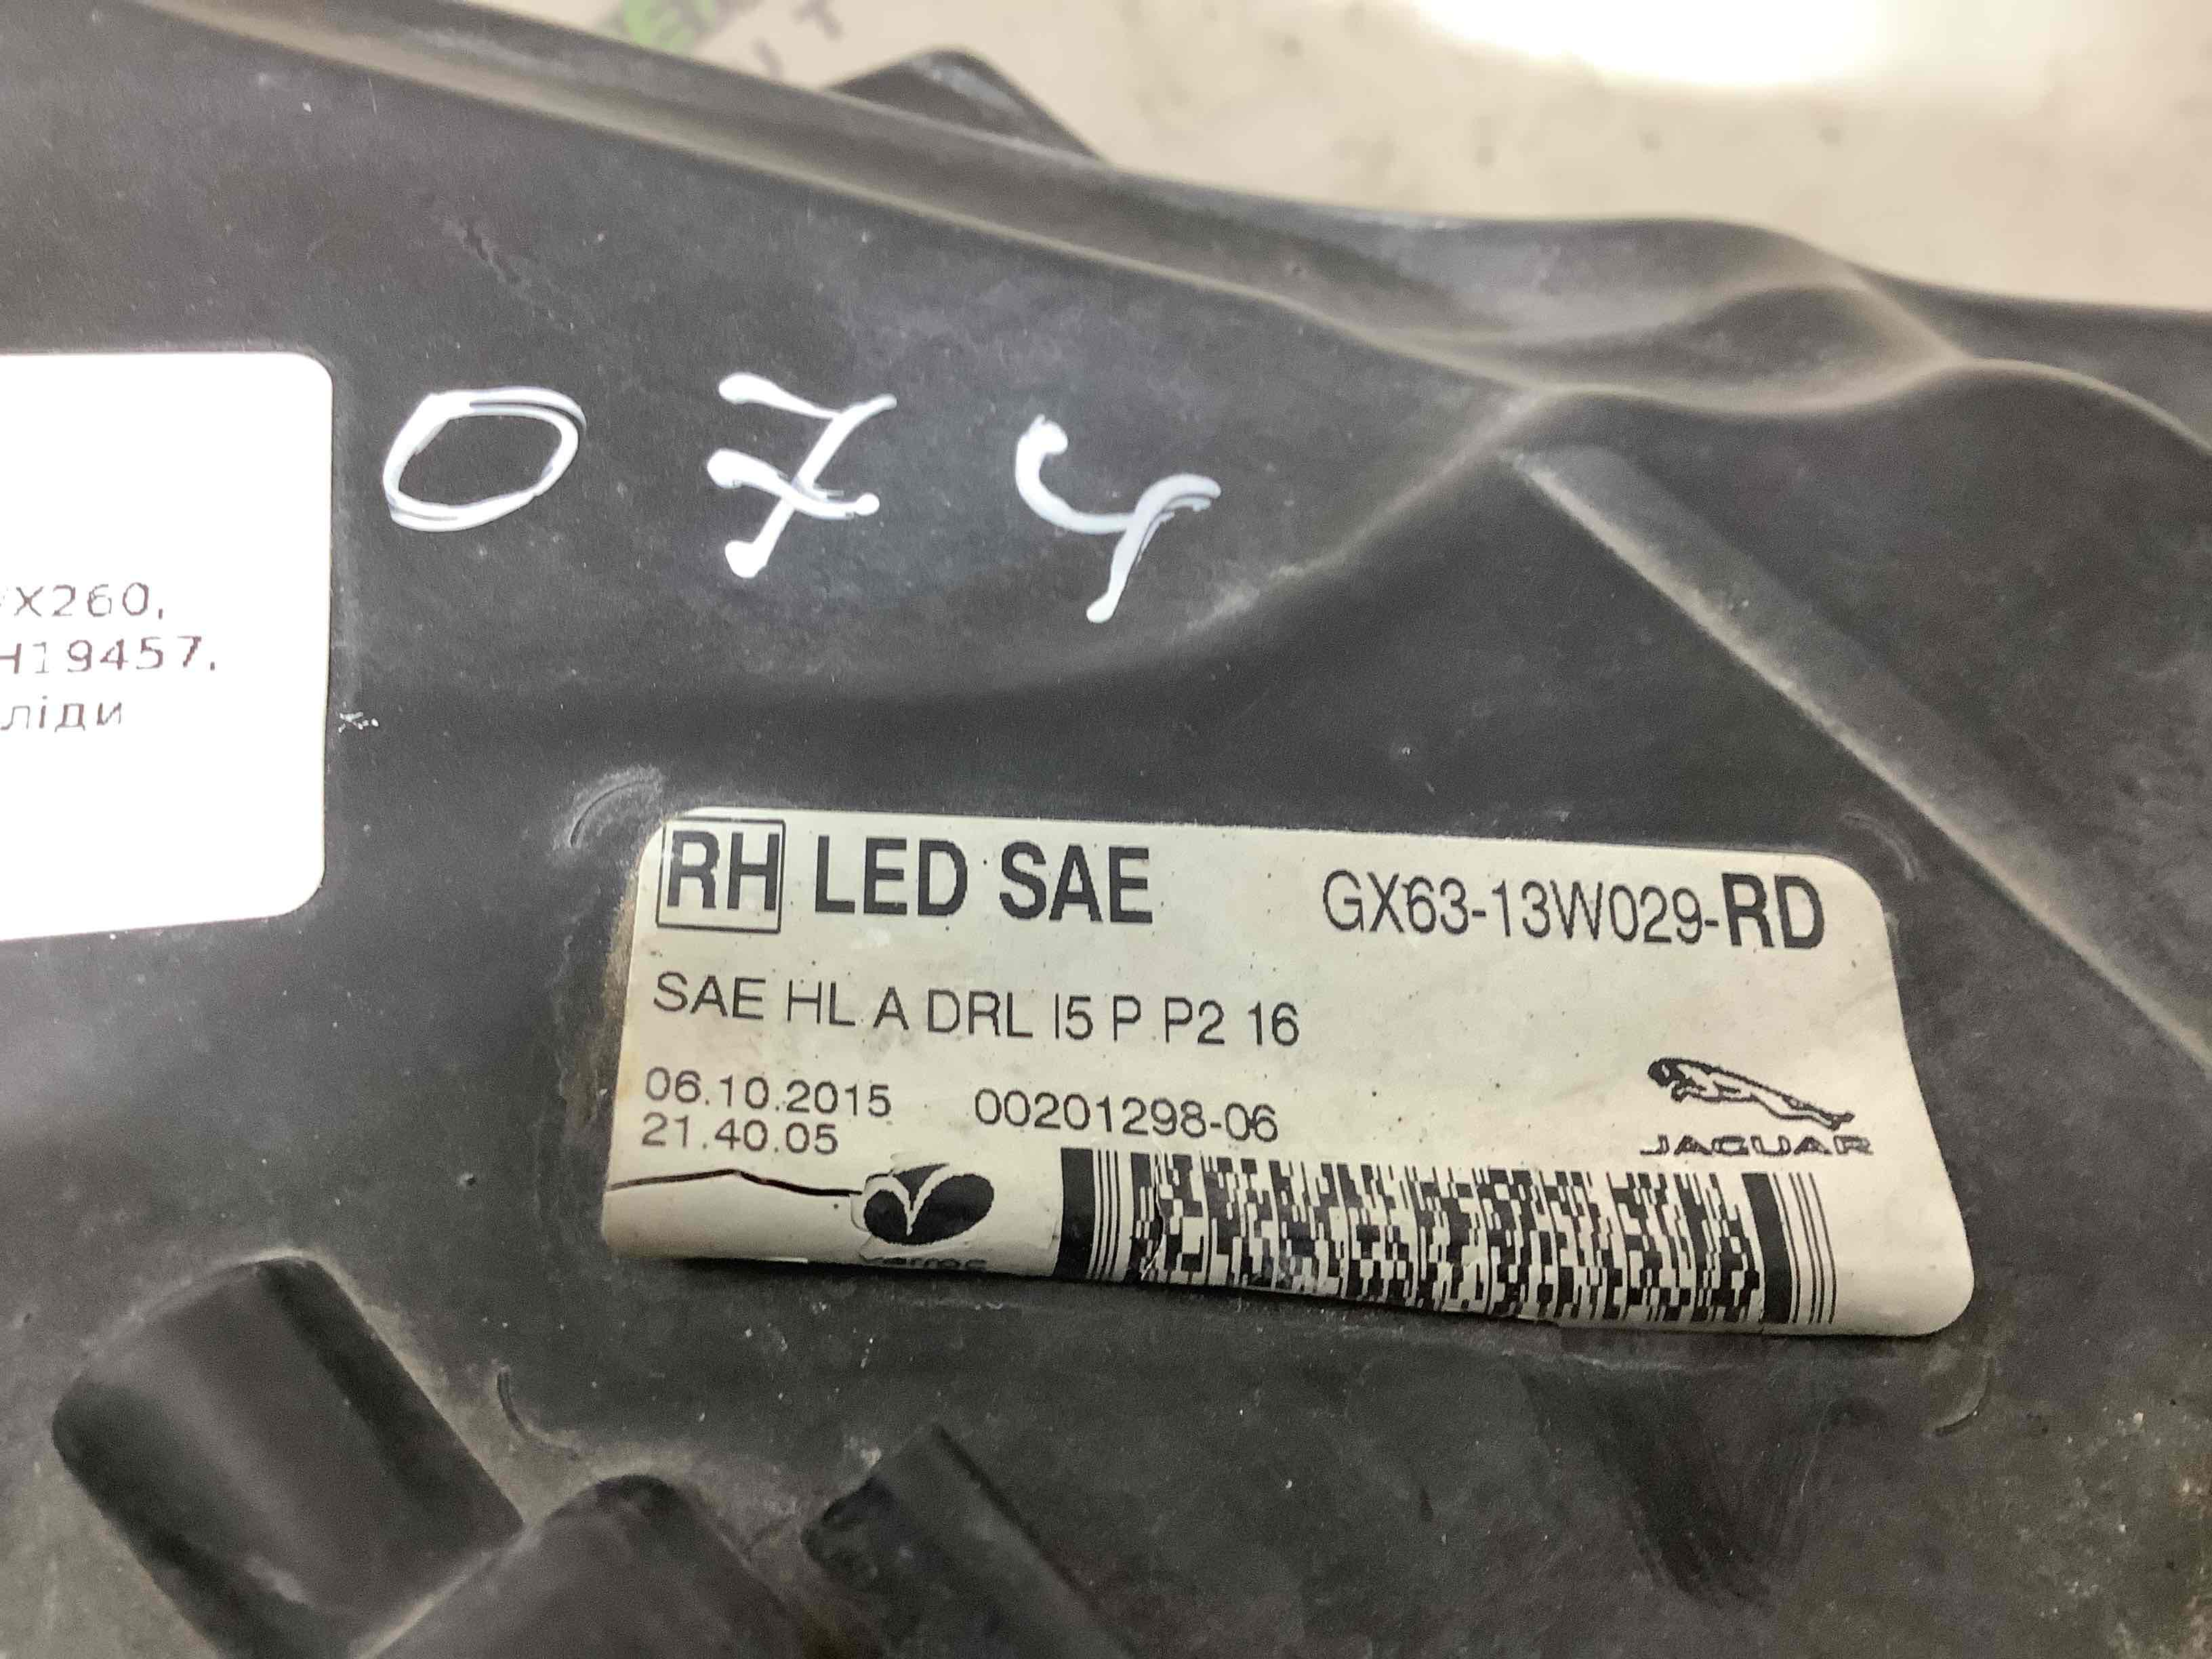 074
X260,
H19457.
ліди
RH LED SAE GX63-13W029-RD
SAE HL A DRL I5 P P2 16
06.10.2015 00201298-06
21.40.05
JAGUAR
varroc